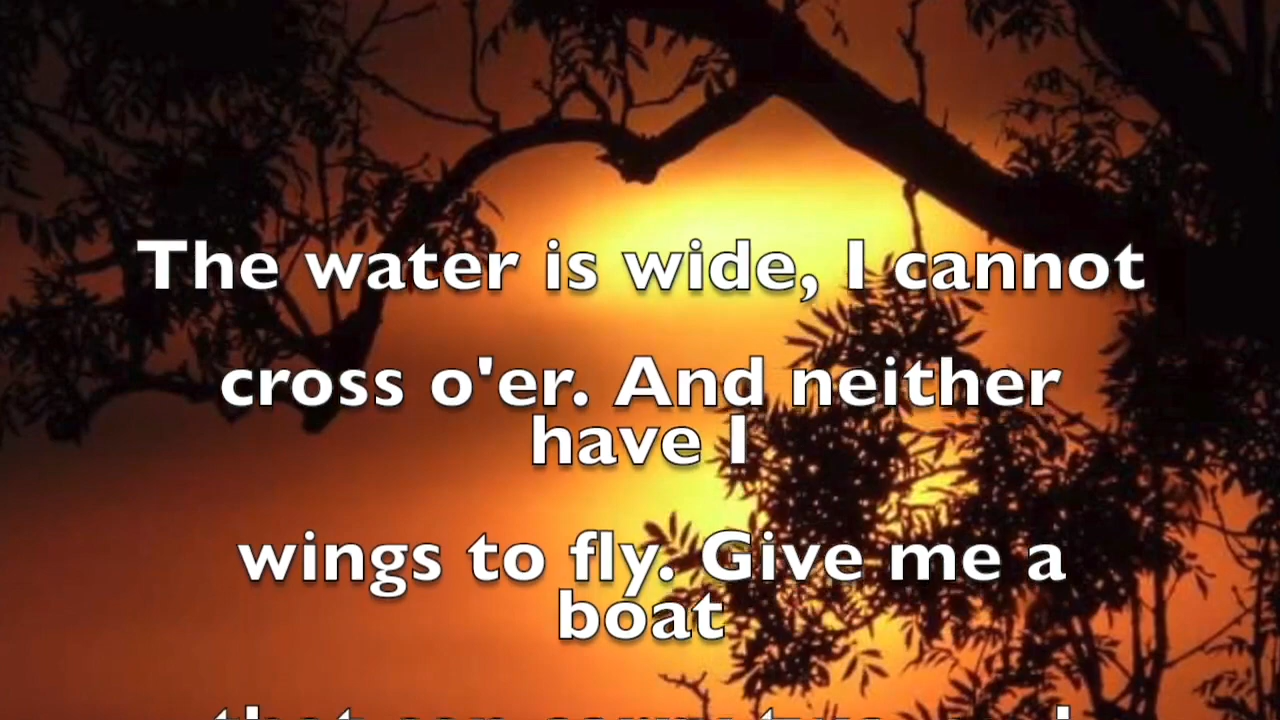 The water is wide, I cannot
cross o'er. And neither
have I
wings to fly. Give me a
boat